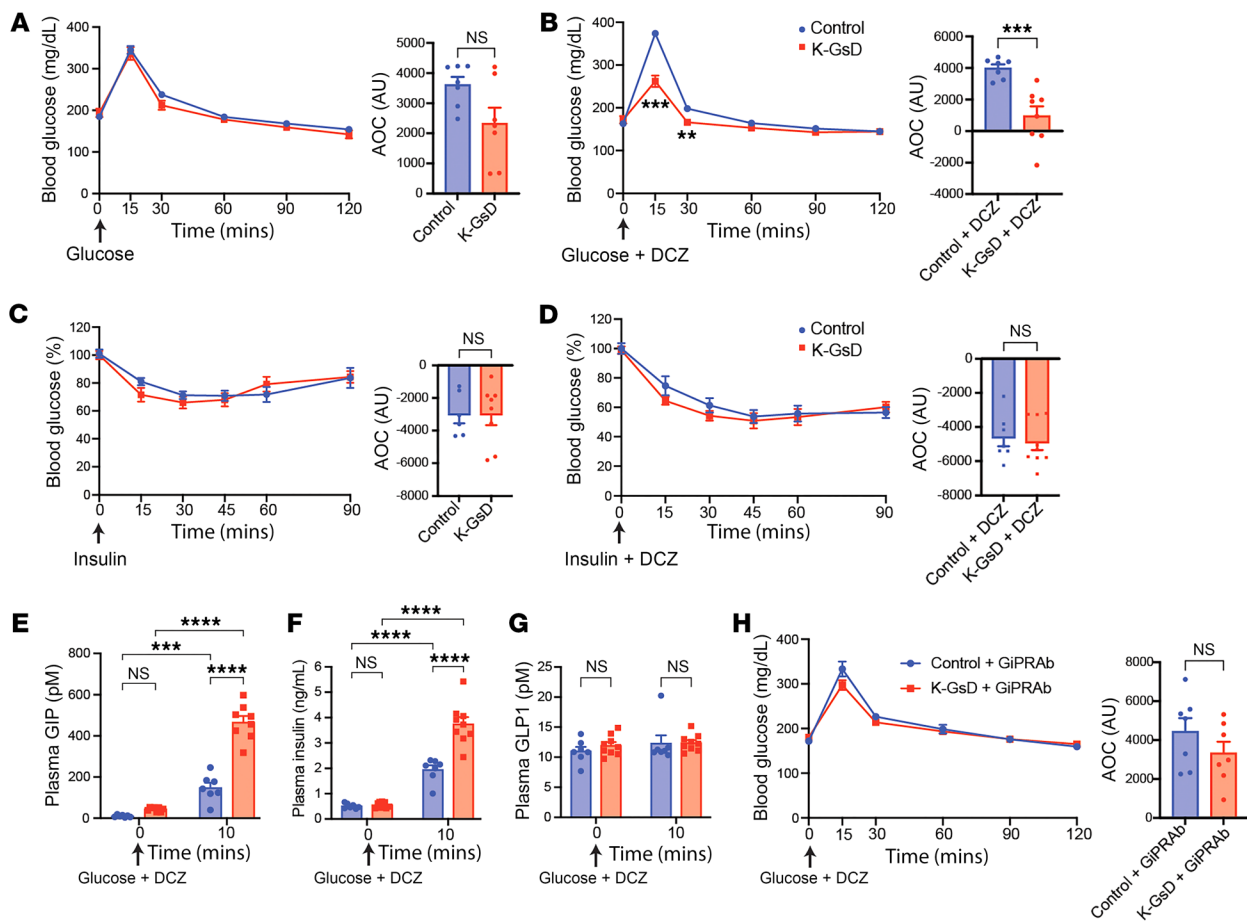 A
Blood glucose (mg/dL)
400
300
200
100
0
0 15 30 60 90 120
Time (mins)
Glucose
AOC (AU)
5000
4000
3000
2000
1000
0
NS
Control
K-GsD
B
Blood glucose (mg/dL)
400
300
200
100
0
Control
K-GsD
***
**
0 15 30 60 90 120
Time (mins)
Glucose + DCZ
AOC (AU)
6000
4000
2000
0
-2000
-4000
***
Control + DCZ
K-GsD + DCZ
C
Blood glucose (%)
120
100
80
60
40
20
0
0 15 30 45 60 90
Time (mins)
Insulin
AOC (AU)
0
-2000
-4000
-6000
-8000
NS
Control
K-GsD
D
Blood glucose (%)
120
100
80
60
40
20
0
Control
K-GsD
0 15 30 45 60 90
Time (mins)
Insulin + DCZ
AOC (AU)
0
-2000
-4000
-6000
-8000
NS
Control + DCZ
K-GsD + DCZ
E
Plasma GIP (pM)
800
600
400
200
0
****
***
NS
****
0 10
Time (mins)
Glucose + DCZ
F
Plasma insulin (ng/mL)
6
5
4
3
2
1
0
****
****
NS
****
0 10
Time (mins)
Glucose + DCZ
G
Plasma GLP1 (pM)
25
20
15
10
5
0
NS
NS
0 10
Time (mins)
Glucose + DCZ
H
Blood glucose (mg/dL)
400
300
200
100
0
Control + GiPRAb
K-GsD + GiPRAb
0 15 30 60 90 120
Time (mins)
Glucose + DCZ
AOC (AU)
8000
6000
4000
2000
0
NS
Control + GiPRAb
K-GsD + GiPRAb